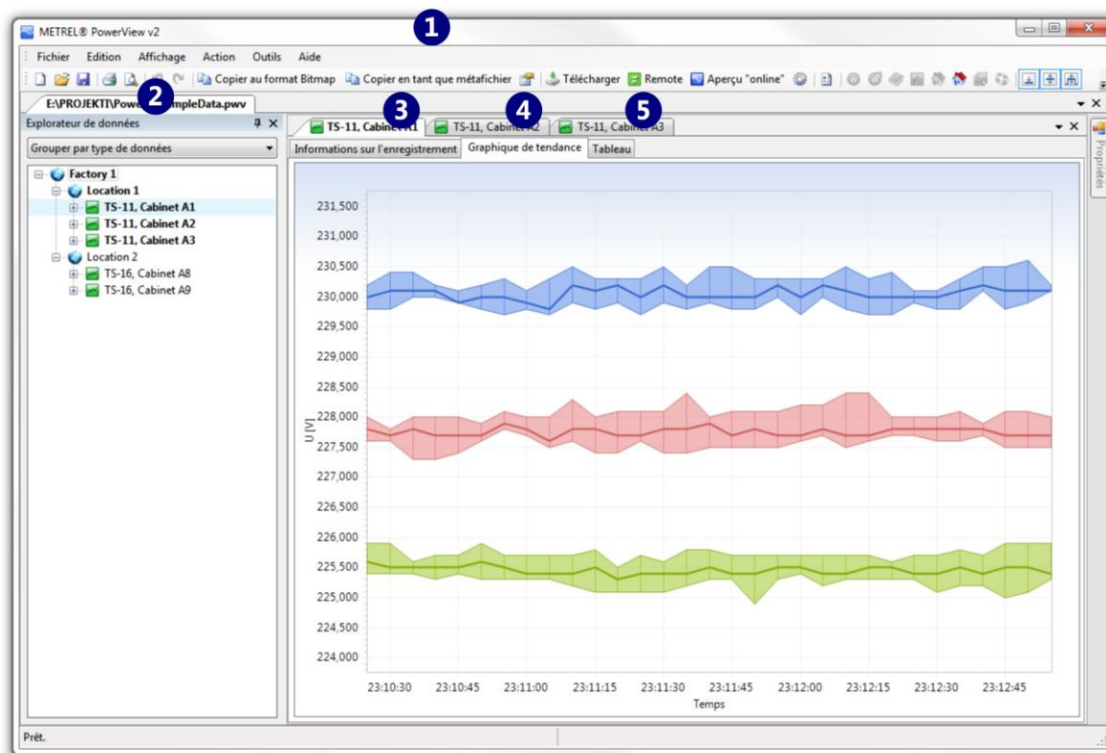 1
METREL® PowerView v2
Fichier Edition Affichage Action Outils Aide
Copier au format Bitmap Copier en tant que métafichier Télécharger Remote Aperçu "online"
2
3
4
5
Explorateur de données
TS-11, Cabinet
TS-11,
TS-11,
Grouper par type de données
Informations sur l'enregistrement Graphique de tendance Tableau
Propriétés
Factory 1
Location 1
TS-11, Cabinet A1
TS-11, Cabinet A2
TS-11, Cabinet A3
Location 2
TS-16, Cabinet A8
TS-16, Cabinet A9
231,500
231,000
230,500
230,000
229,500
229,000
228,500
228,000
227,500
227,000
226,500
226,000
225,500
225,000
224,500
224,000
U [V]
23:10:30 23:10:45 23:11:00 23:11:15 23:11:30 23:11:45 23:12:00 23:12:15 23:12:30 23:12:45
Temps
Prêt.